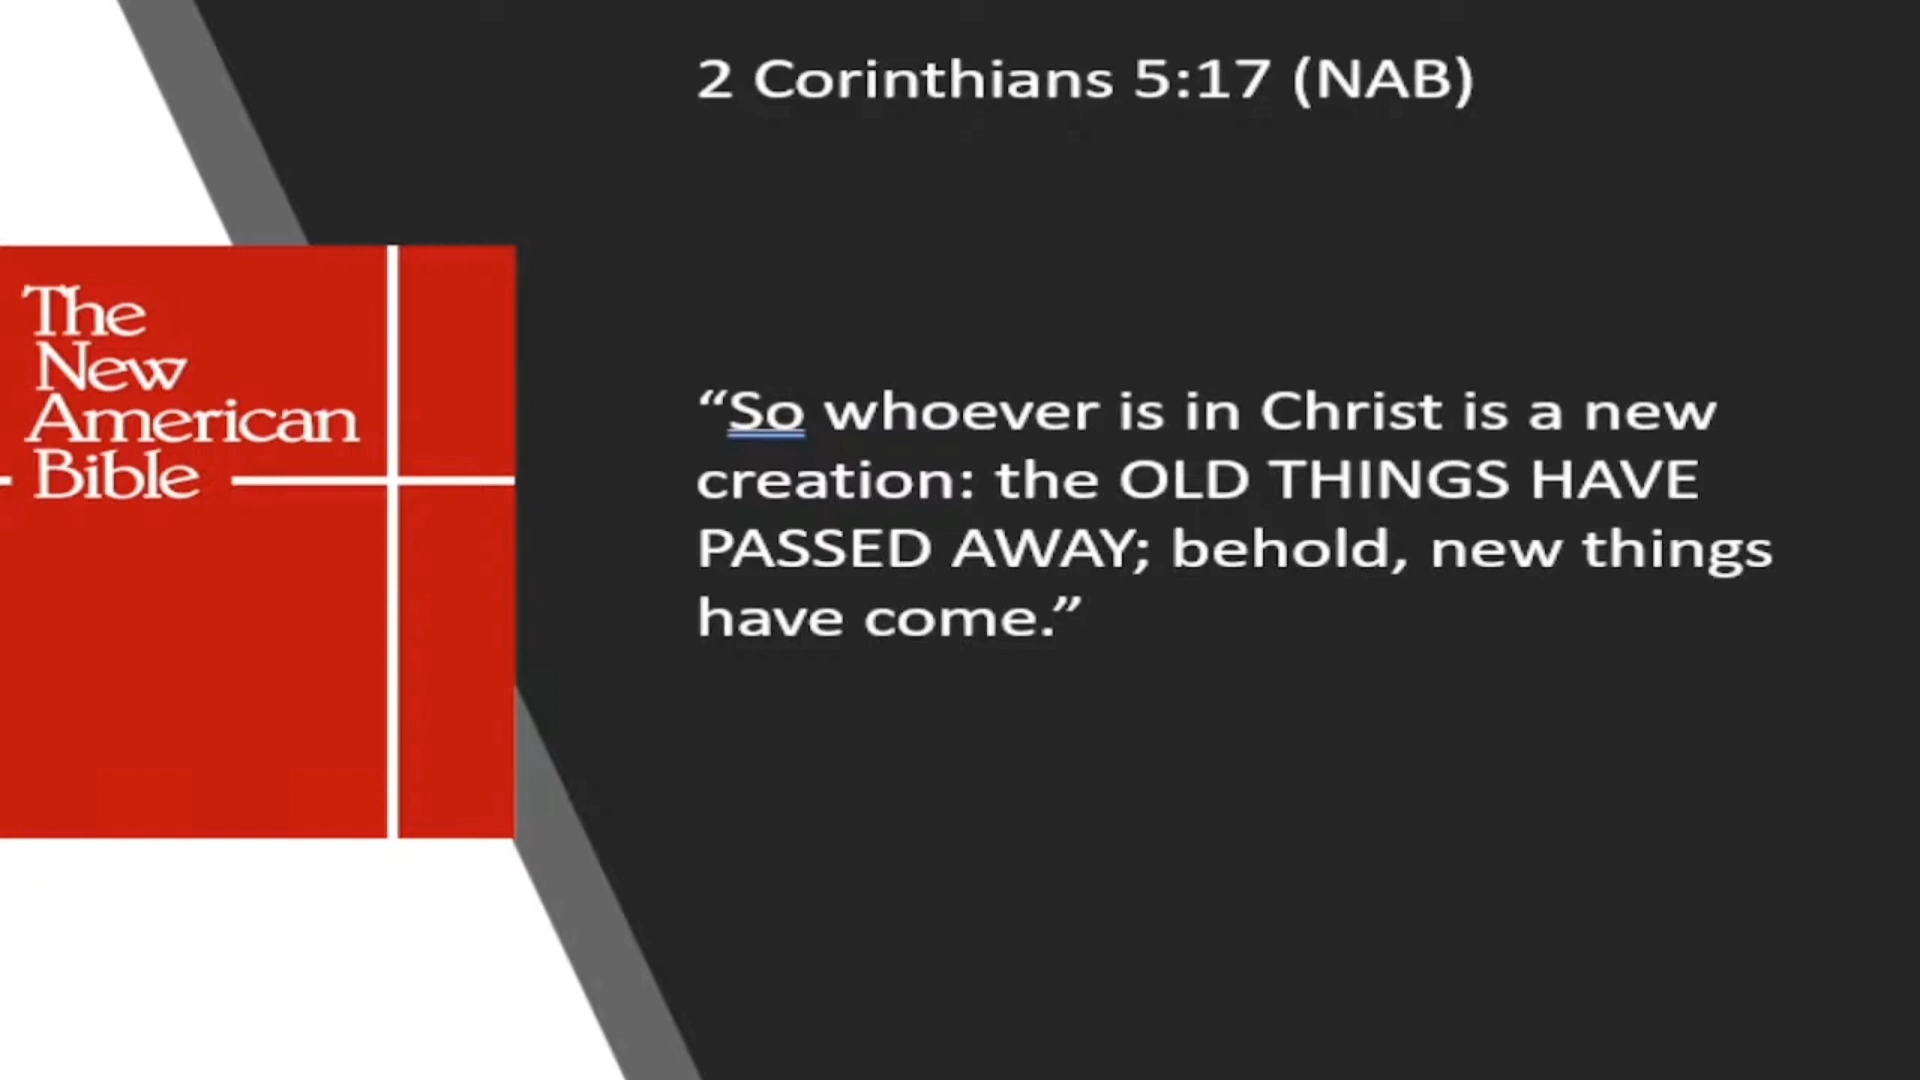 2 Corinthians 5:17 (NAB)
The
New
American
Bible
“So whoever is in Christ is a new
creation: the OLD THINGS HAVE
PASSED AWAY; behold, new things
have come.”